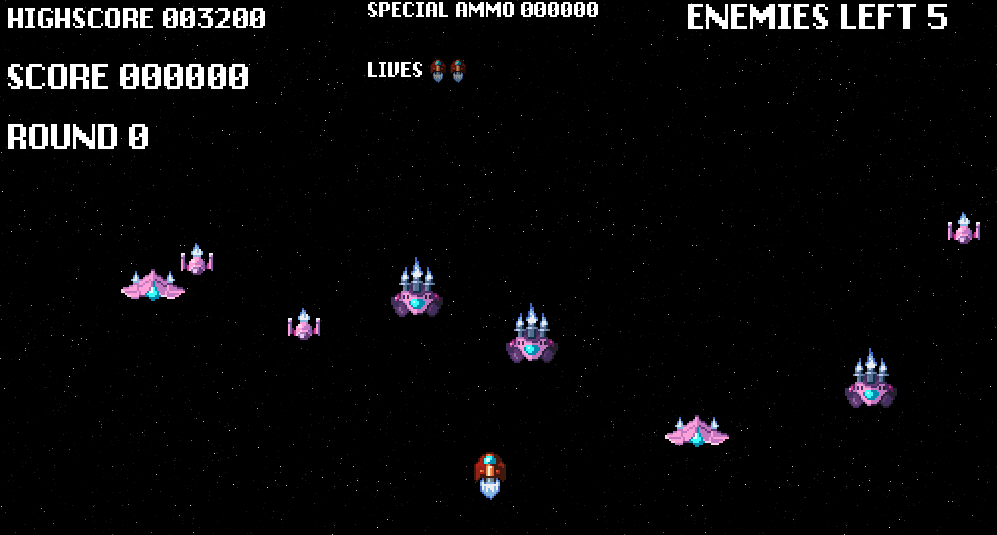 HIGHSCORE 003200
SPECIAL AMMO 000000
ENEMIES LEFT 5
SCORE 000000
LIVES
ROUND 0